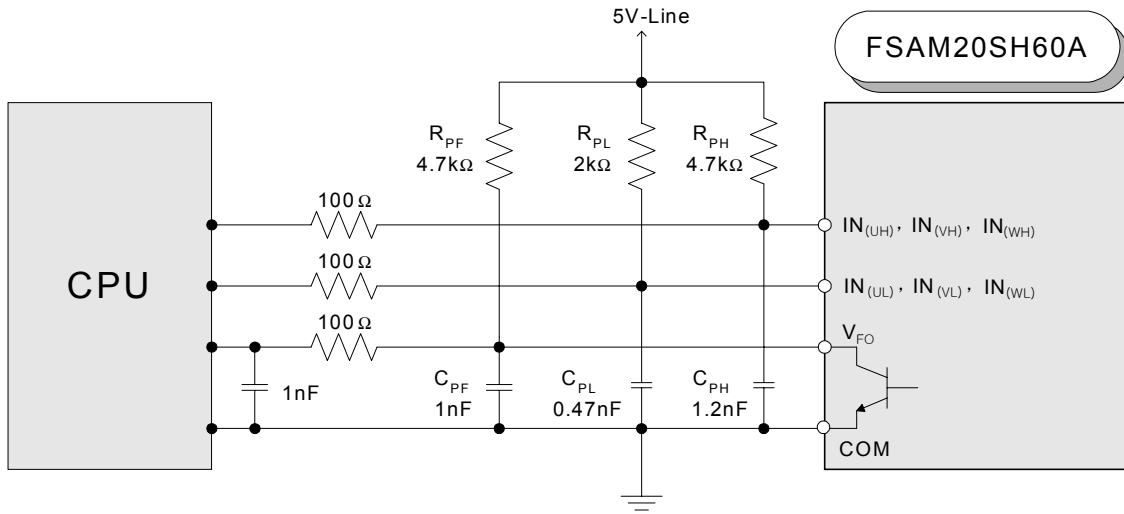 5V-Line
FSAM20SH60A
R_PF
4.7kΩ
R_PL
2kΩ
R_PH
4.7kΩ
100Ω
IN_(UH), IN_(VH), IN_(WH)
CPU
100Ω
IN_(UL), IN_(VL), IN_(WL)
100Ω
V_FO
1nF
C_PF
1nF
C_PL
0.47nF
C_PH
1.2nF
COM